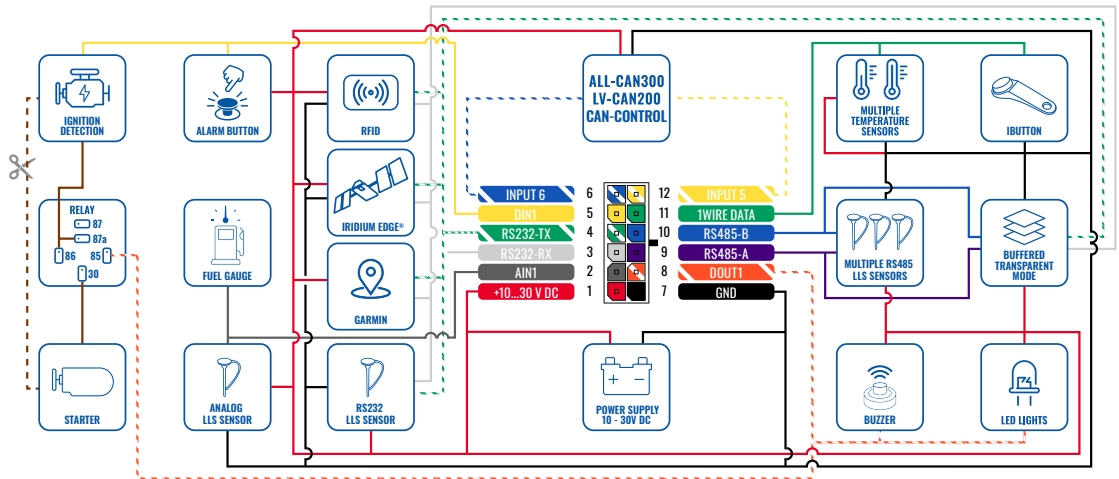 ALL-CAN300
LV-CAN200
CAN-CONTROL
IGNITION
DETECTION
ALARM BUTTON
RFID
MULTIPLE
TEMPERATURE
SENSORS
IBUTTON
RELAY
87
87a
86
85
30
FUEL GAUGE
IRIDIUM EDGE®
GARMIN
INPUT 6
6
12
INPUT 5
DIN1
5
11
1WIRE DATA
RS232-TX
4
10
RS485-B
RS232-RX
3
9
RS485-A
AIN1
2
8
DOUT1
+10...30 V DC
1
7
GND
MULTIPLE RS485
LLS SENSORS
BUFFERED
TRANSPARENT
MODE
STARTER
ANALOG
LLS SENSOR
RS232
LLS SENSOR
POWER SUPPLY
10 - 30V DC
BUZZER
LED LIGHTS